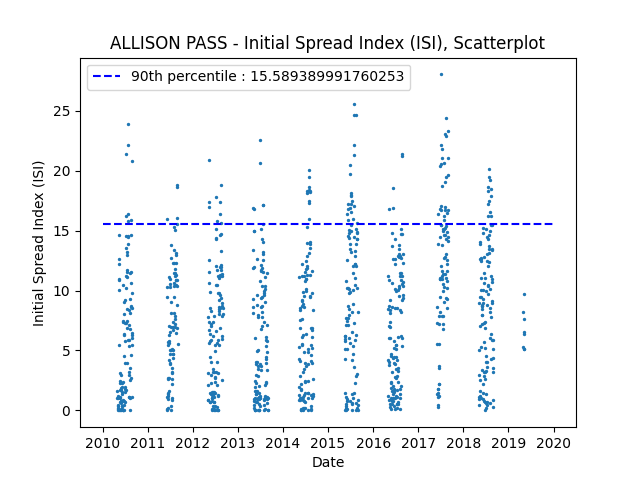 ALLISON PASS - Initial Spread Index (ISI), Scatterplot
90th percentile : 15.589389991760253
25
20
15
10
5
0
Initial Spread Index (ISI)
2010 2011 2012 2013 2014 2015 2016 2017 2018 2019 2020
Date